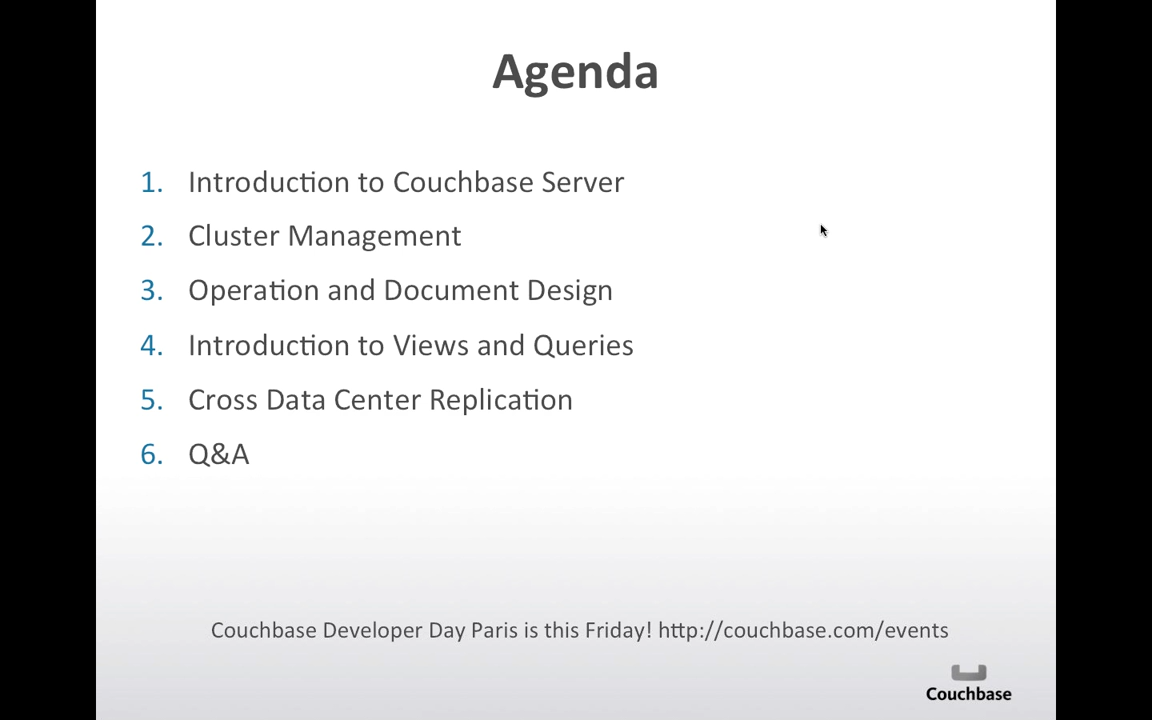 Agenda
1. Introduction to Couchbase Server
2. Cluster Management
3. Operation and Document Design
4. Introduction to Views and Queries
5. Cross Data Center Replication
6. Q&A
Couchbase Developer Day Paris is this Friday! http://couchbase.com/events
Couchbase